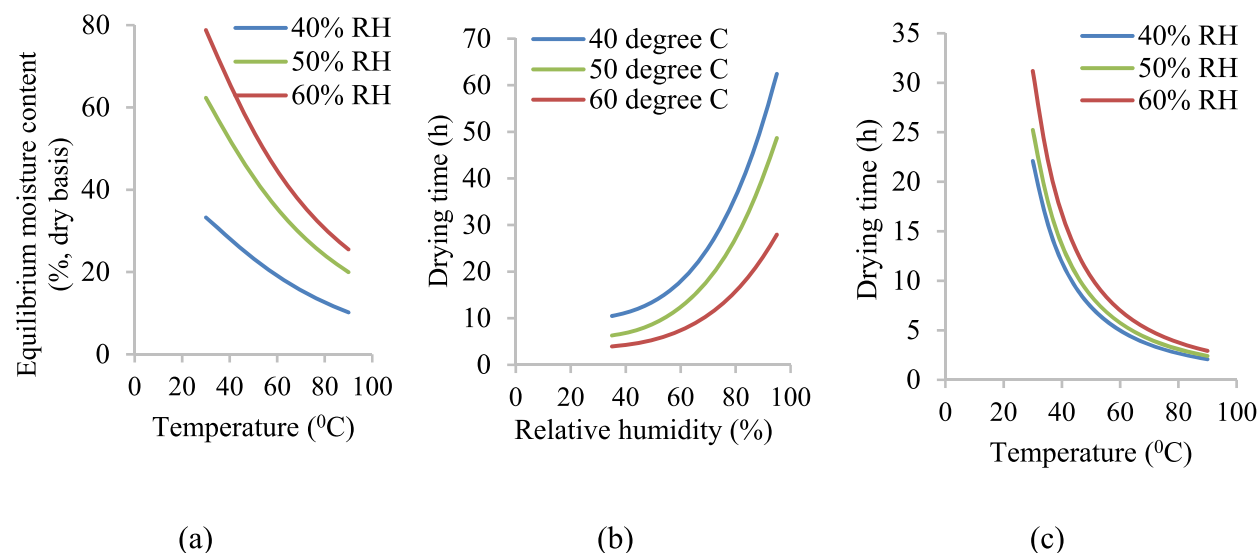 Equilibrium moisture content
(%, dry basis)
80
60
40
20
0
0 20 40 60 80 100
Temperature (⁰C)
40% RH
50% RH
60% RH
(a)
Drying time (h)
70
60
50
40
30
20
10
0
0 20 40 60 80 100
Relative humidity (%)
40 degree C
50 degree C
60 degree C
(b)
Drying time (h)
35
30
25
20
15
10
5
0
0 20 40 60 80 100
Temperature (⁰C)
40% RH
50% RH
60% RH
(c)